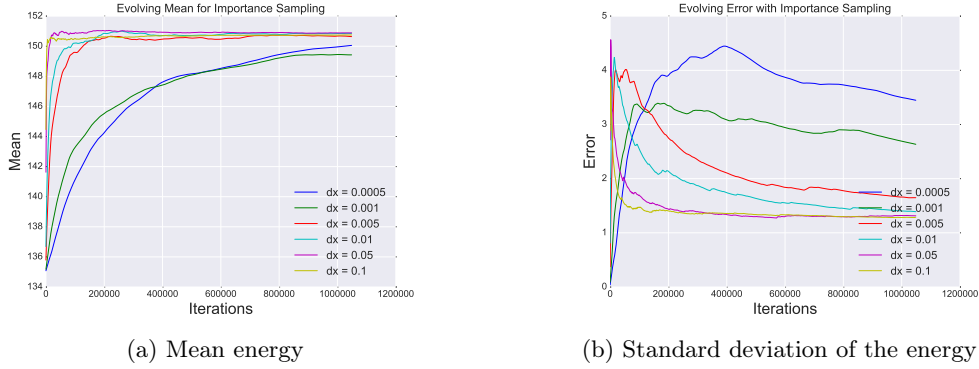 Evolving Mean for Importance Sampling
152
150
148
146
144
142
140
138
136
134
0
200000
400000
600000
800000
1000000
1200000
Mean
Iterations
dx = 0.0005
dx = 0.001
dx = 0.005
dx = 0.01
dx = 0.05
dx = 0.1
(a) Mean energy
Evolving Error with Importance Sampling
5
4
3
2
1
0
0
200000
400000
600000
800000
1000000
1200000
Error
Iterations
dx = 0.0005
dx = 0.001
dx = 0.005
dx = 0.01
dx = 0.05
dx = 0.1
(b) Standard deviation of the energy